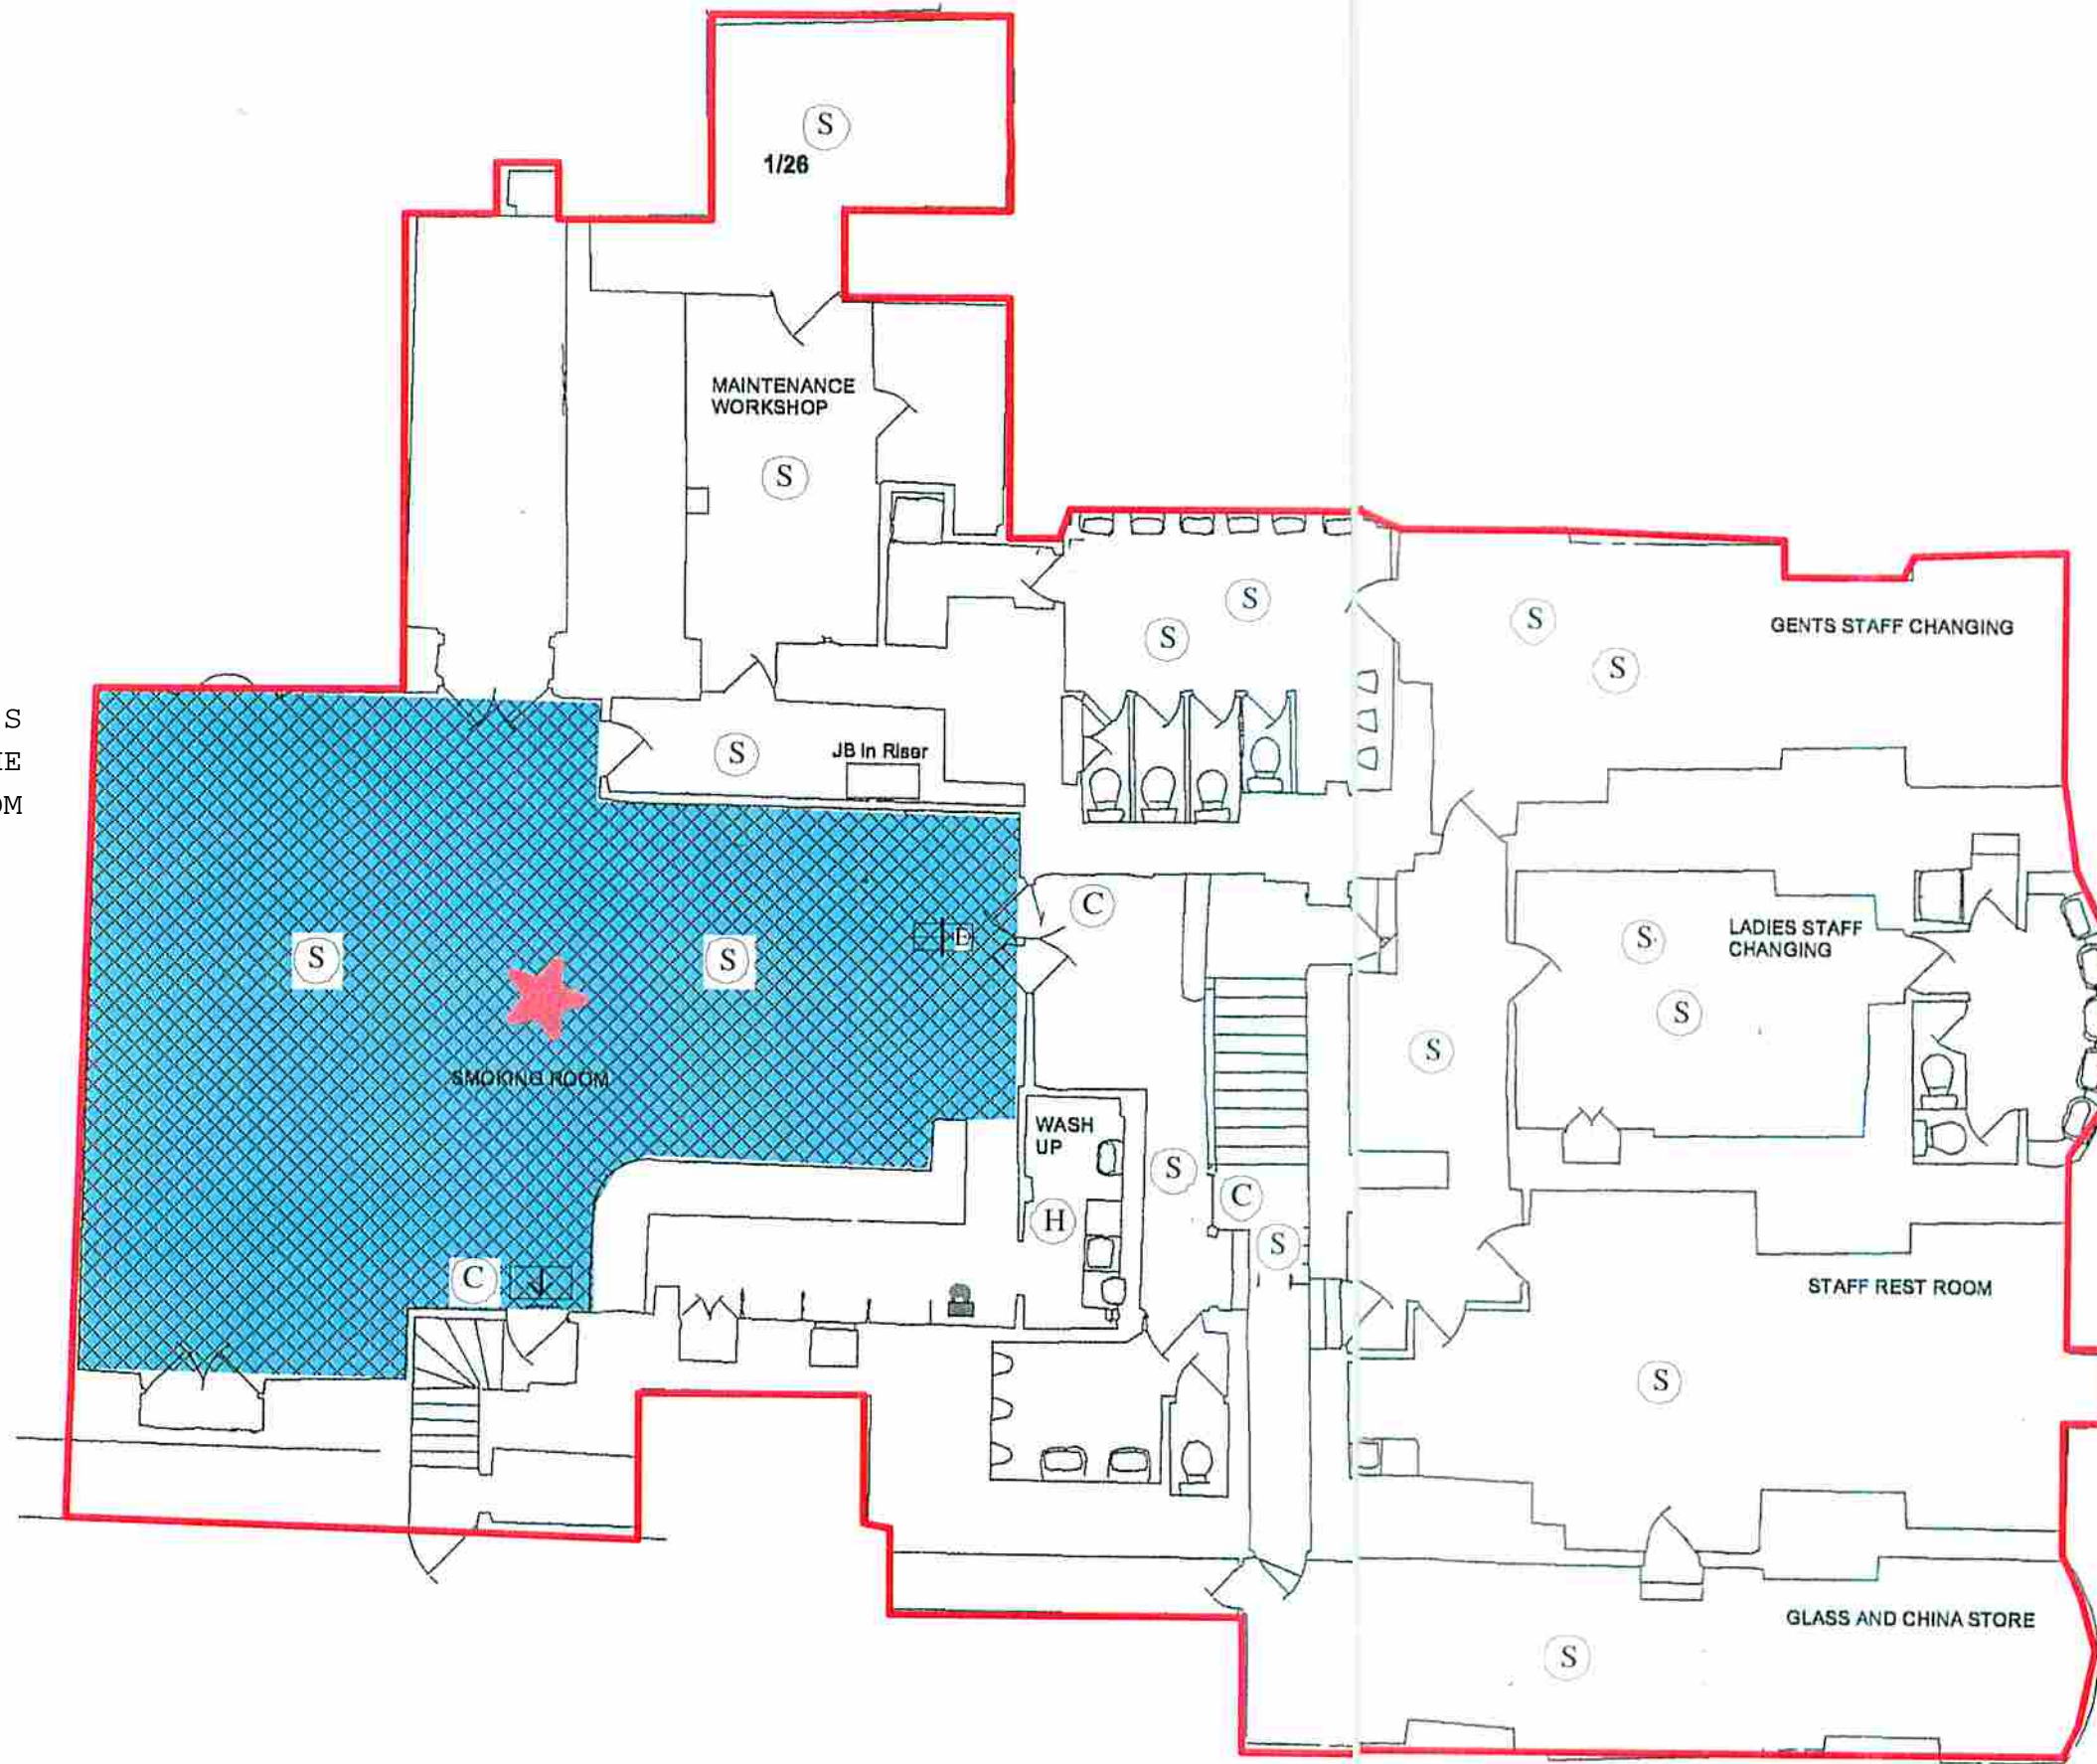 S
1/26
MAINTENANCE
WORKSHOP
S
S
S
S
S
GENTS STAFF CHANGING
S
S
JB In Riser
C
S
S
E
S
LADIES STAFF
CHANGING
S
S
SMOKING ROOM
WASH
UP
S
C
H
S
C
STAFF REST ROOM
S
GLASS AND CHINA STORE
S